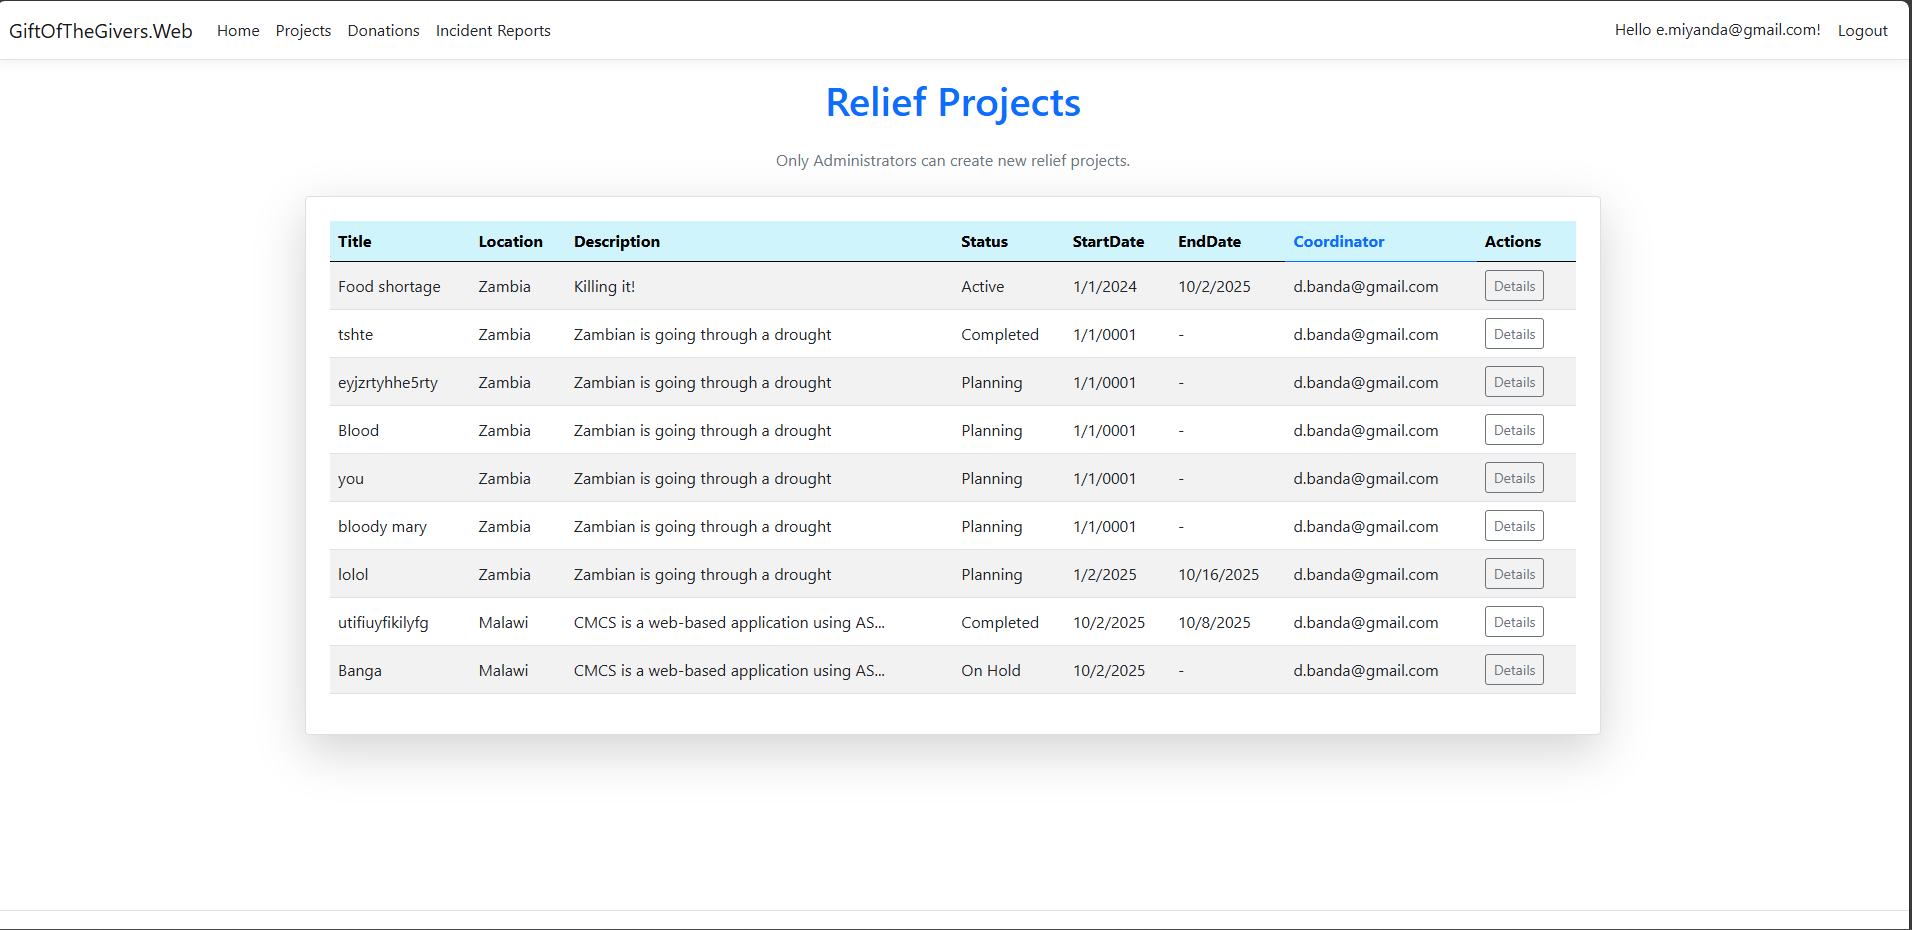 GiftOfTheGivers.Web Home Projects Donations Incident Reports Hello e.miyanda@gmail.com! Logout
Relief Projects
Only Administrators can create new relief projects.
Title Location Description Status StartDate EndDate Coordinator Actions
Food shortage Zambia Killing it! Active 1/1/2024 10/2/2025 d.banda@gmail.com Details
tshte Zambia Zambian is going through a drought Completed 1/1/0001 - d.banda@gmail.com Details
eyjzrtyhhe5rty Zambia Zambian is going through a drought Planning 1/1/0001 - d.banda@gmail.com Details
Blood Zambia Zambian is going through a drought Planning 1/1/0001 - d.banda@gmail.com Details
you Zambia Zambian is going through a drought Planning 1/1/0001 - d.banda@gmail.com Details
bloody mary Zambia Zambian is going through a drought Planning 1/1/0001 - d.banda@gmail.com Details
lolol Zambia Zambian is going through a drought Planning 1/2/2025 10/16/2025 d.banda@gmail.com Details
utifiuyfikilyfg Malawi CMCS is a web-based application using AS... Completed 10/2/2025 10/8/2025 d.banda@gmail.com Details
Banga Malawi CMCS is a web-based application using AS... On Hold 10/2/2025 - d.banda@gmail.com Details